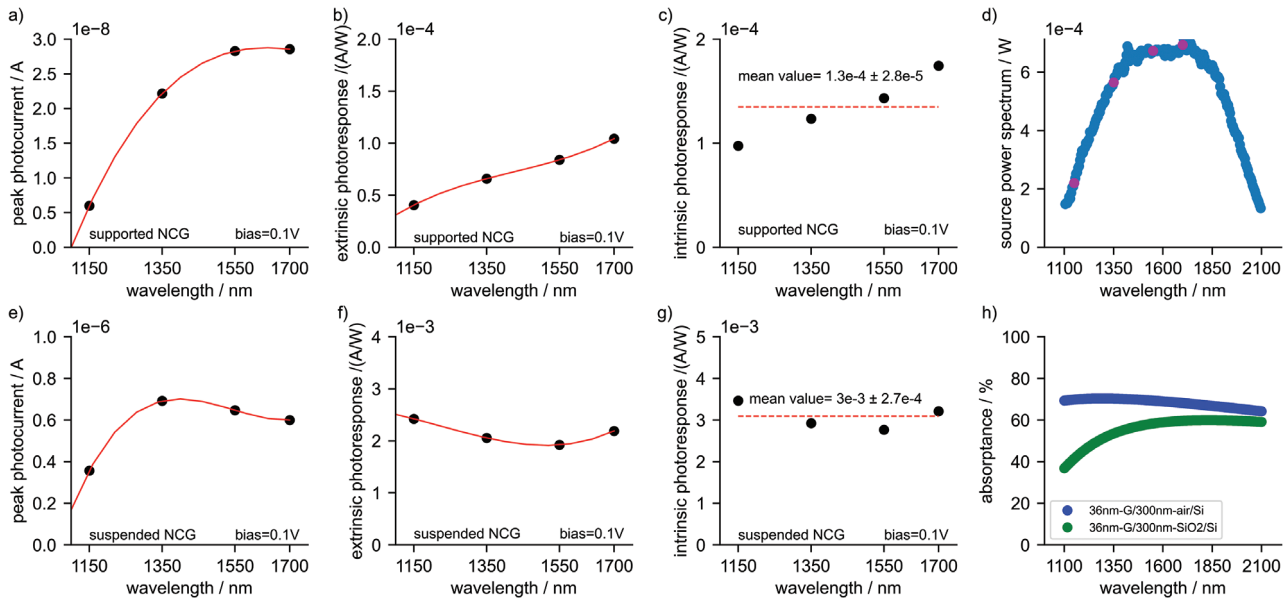 a)
1e−8
peak photocurrent / A
3.0
2.5
2.0
1.5
1.0
0.5
0.0
supported NCG bias=0.1V
1150 1350 1550 1700
wavelength / nm
b)
1e−4
extrinsic photoresponse /(A/W)
2.0
1.5
1.0
0.5
0.0
supported NCG bias=0.1V
1150 1350 1550 1700
wavelength / nm
c)
1e−4
intrinsic photoresponse /(A/W)
2
1
0
mean value= 1.3e-4 ± 2.8e-5
supported NCG bias=0.1V
1150 1350 1550 1700
wavelength / nm
d)
1e−4
source power spectrum / W
6
4
2
0
1100 1350 1600 1850 2100
wavelength / nm
e)
1e−6
peak photocurrent / A
1.0
0.8
0.6
0.4
0.2
0.0
suspended NCG bias=0.1V
1150 1350 1550 1700
wavelength / nm
f)
1e−3
extrinsic photoresponse /(A/W)
4
3
2
1
0
suspended NCG bias=0.1V
1150 1350 1550 1700
wavelength / nm
g)
1e−3
intrinsic photoresponse /(A/W)
5
4
3
2
1
0
mean value= 3e-3 ± 2.7e-4
suspended NCG bias=0.1V
1150 1350 1550 1700
wavelength / nm
h)
absorptance / %
100
80
60
40
20
0
36nm-G/300nm-air/Si
36nm-G/300nm-SiO2/Si
1100 1350 1600 1850 2100
wavelength / nm